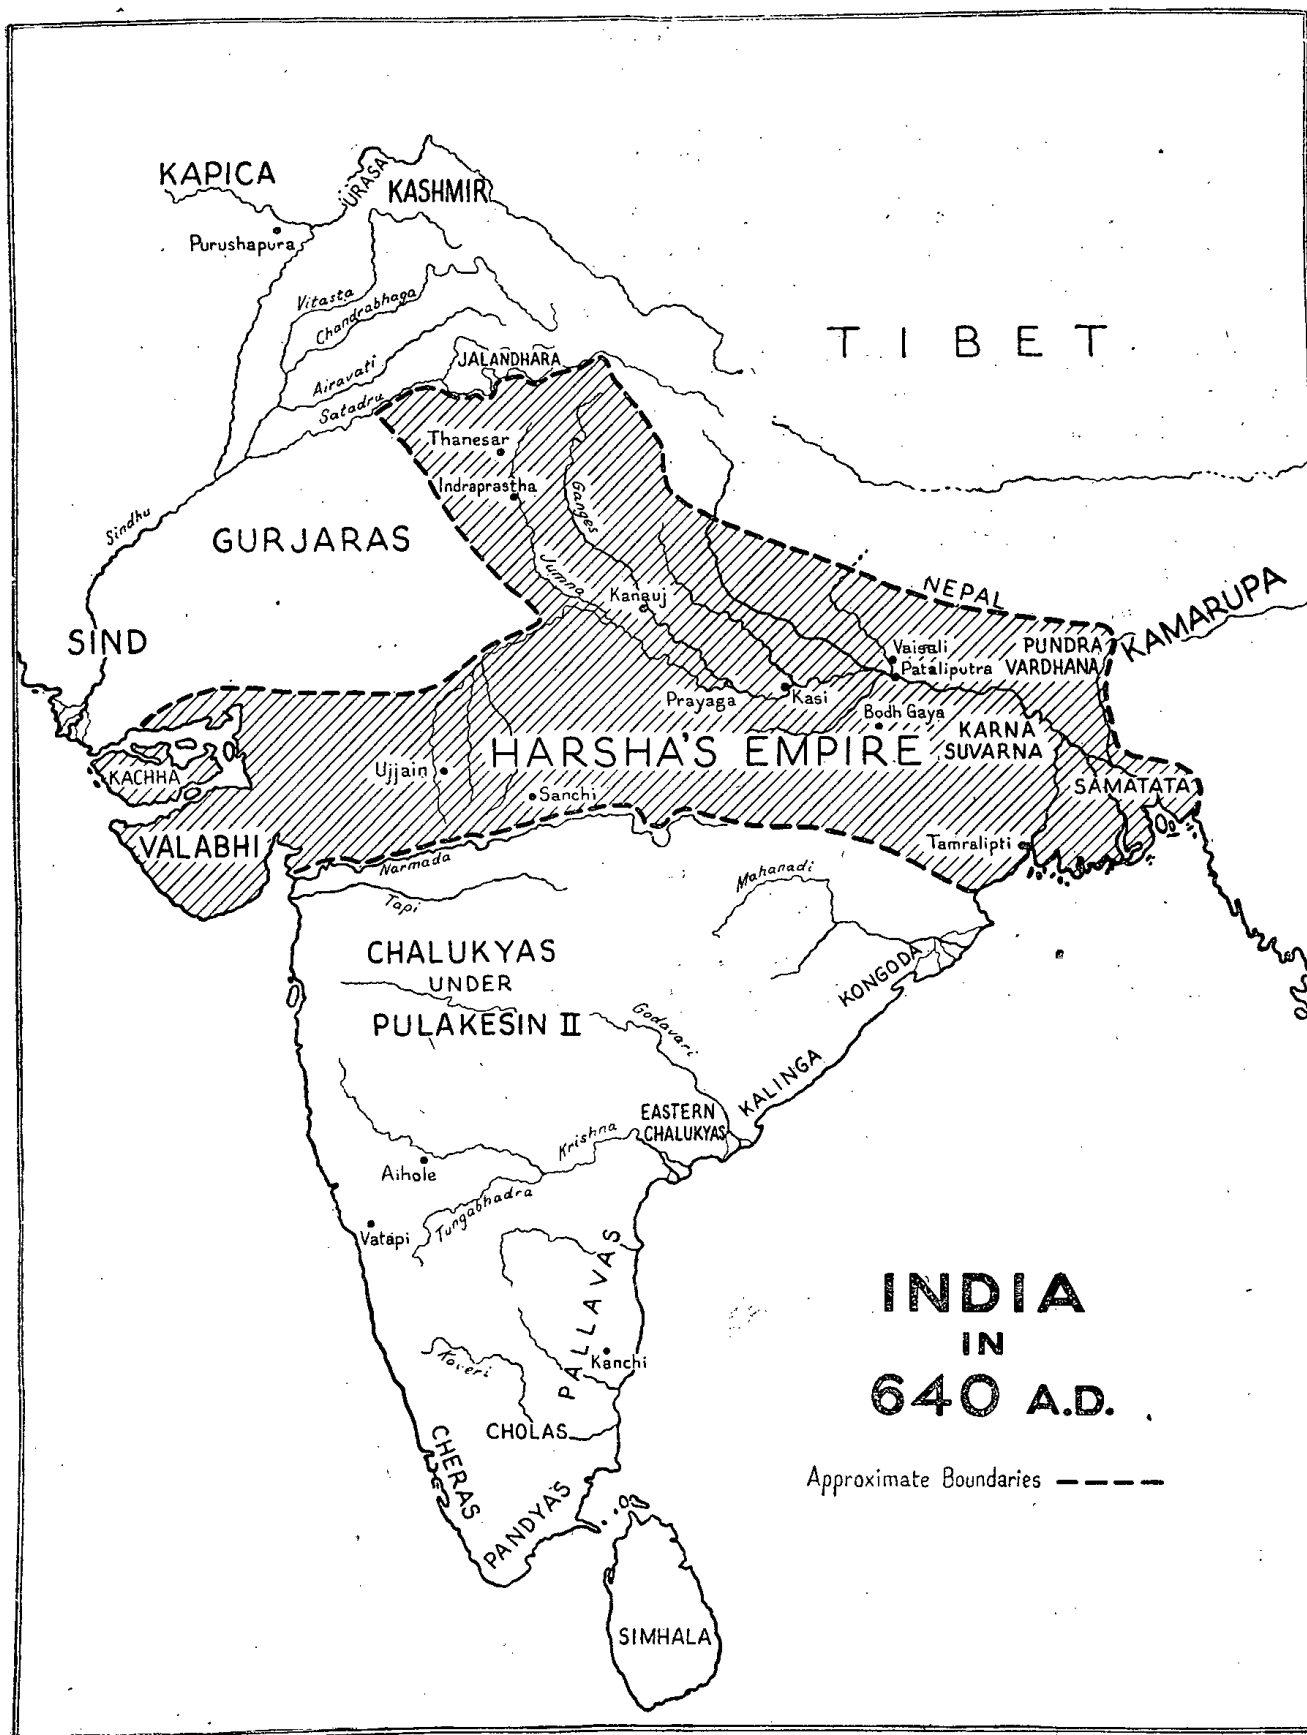 KAPICA
URASA
KASHMIR
Purushapura
Vitasta
Chandrabhaga
TIBET
Airavati
JALANDHARA
Satadru
Thanesar
Indraprastha
Ganges
Sindhu
GURJARAS
Jumna
Kanauj
NEPAL
KAMARUPA
SIND
Vaisali
PUNDRA
VARDHANA
Pataliputra
Prayaga
Kasi
Bodh Gaya
KARNA
SUVARNA
HARSHA'S EMPIRE
KACHHA
Ujjain
Sanchi
SAMATATA
VALABHI
Tamralipti
Narmada
Tapi
Mahanadi
CHALUKYAS
UNDER
PULAKESIN II
KONGODA
Godavari
KALINGA
EASTERN
CHALUKYAS
Krishna
Aihole
Tungabhadra
Vatapi
PALLAVAS
Kanchi
Koveri
CHOLAS
CHERAS
PANDYAS
SIMHALA
INDIA
IN
640 A.D.
Approximate Boundaries